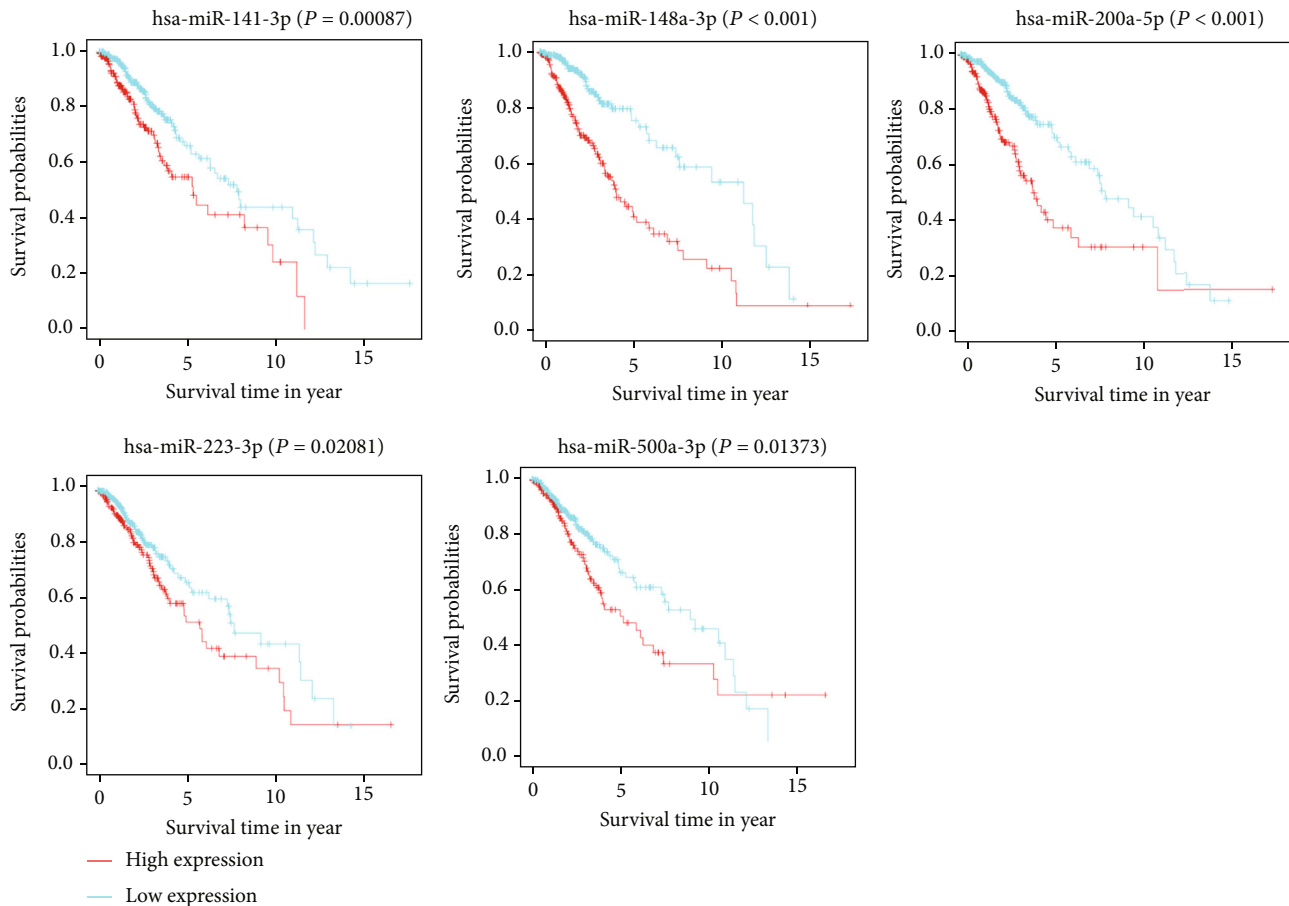 hsa-miR-141-3p (P = 0.00087)
1.0
0.8
0.6
0.4
0.2
0.0
Survival probabilities
0 5 10 15
Survival time in year
hsa-miR-148a-3p (P < 0.001)
1.0
0.8
0.6
0.4
0.2
0.0
Survival probabilities
0 5 10 15
Survival time in year
hsa-miR-200a-5p (P < 0.001)
1.0
0.8
0.6
0.4
0.2
0.0
Survival probabilities
0 5 10 15
Survival time in year
hsa-miR-223-3p (P = 0.02081)
1.0
0.8
0.6
0.4
0.2
0.0
Survival probabilities
0 5 10 15
Survival time in year
hsa-miR-500a-3p (P = 0.01373)
1.0
0.8
0.6
0.4
0.2
0.0
Survival probabilities
0 5 10 15
Survival time in year
High expression
Low expression